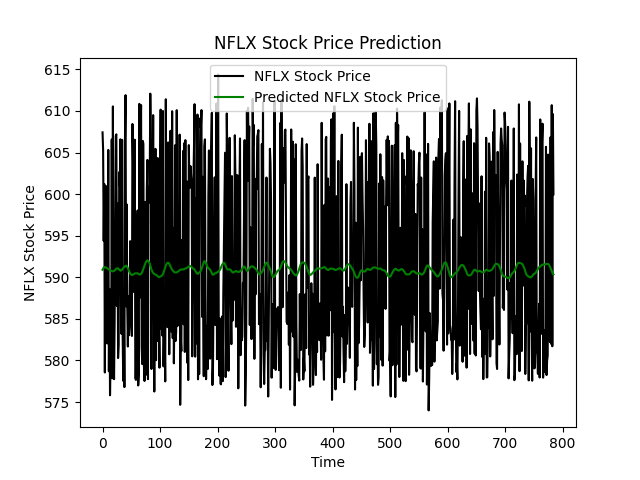 NFLX Stock Price Prediction
NFLX Stock Price
Predicted NFLX Stock Price
NFLX Stock Price
615
610
605
600
595
590
585
580
575
0 100 200 300 400 500 600 700 800
Time